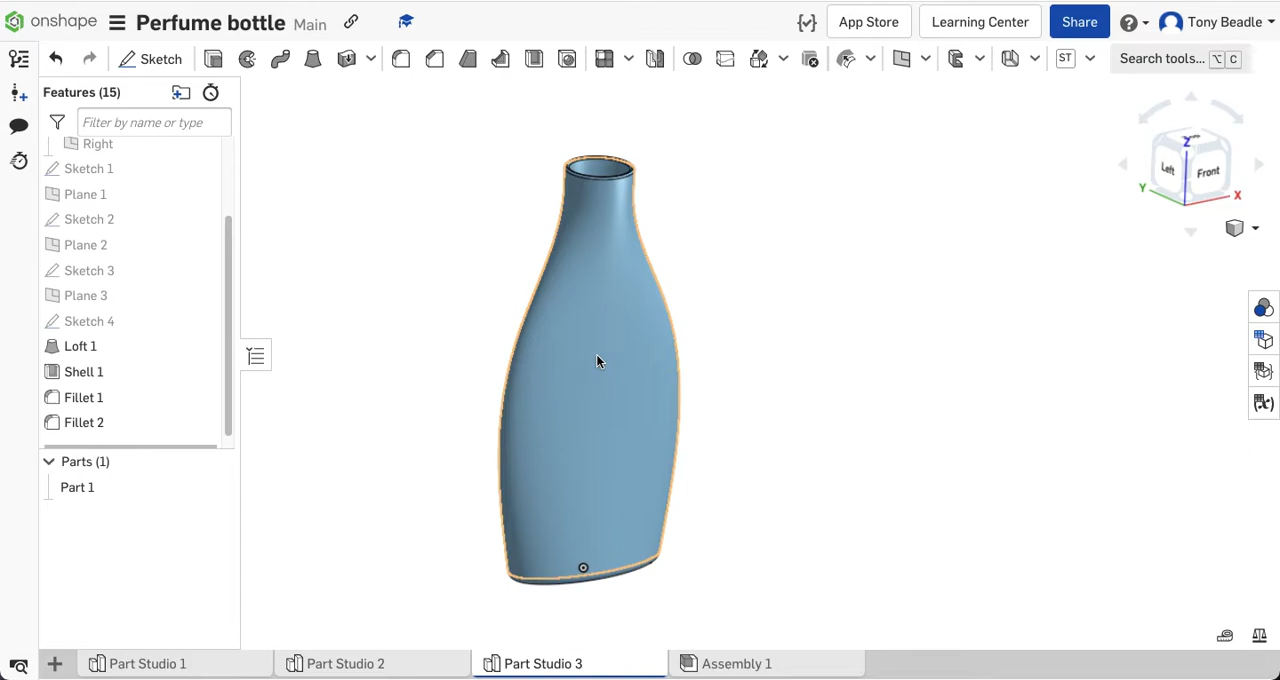 onshape Perfume bottle Main App Store Learning Center Share Tony Beadle
Sketch ST Search tools... ⌥ C
Features (15)
Filter by name or type
Right
Sketch 1
Plane 1
Sketch 2
Plane 2
Sketch 3
Plane 3
Sketch 4
Loft 1
Shell 1
Fillet 1
Fillet 2
Parts (1)
Part 1
Z
Left Front
Y X
Part Studio 1 Part Studio 2 Part Studio 3 Assembly 1